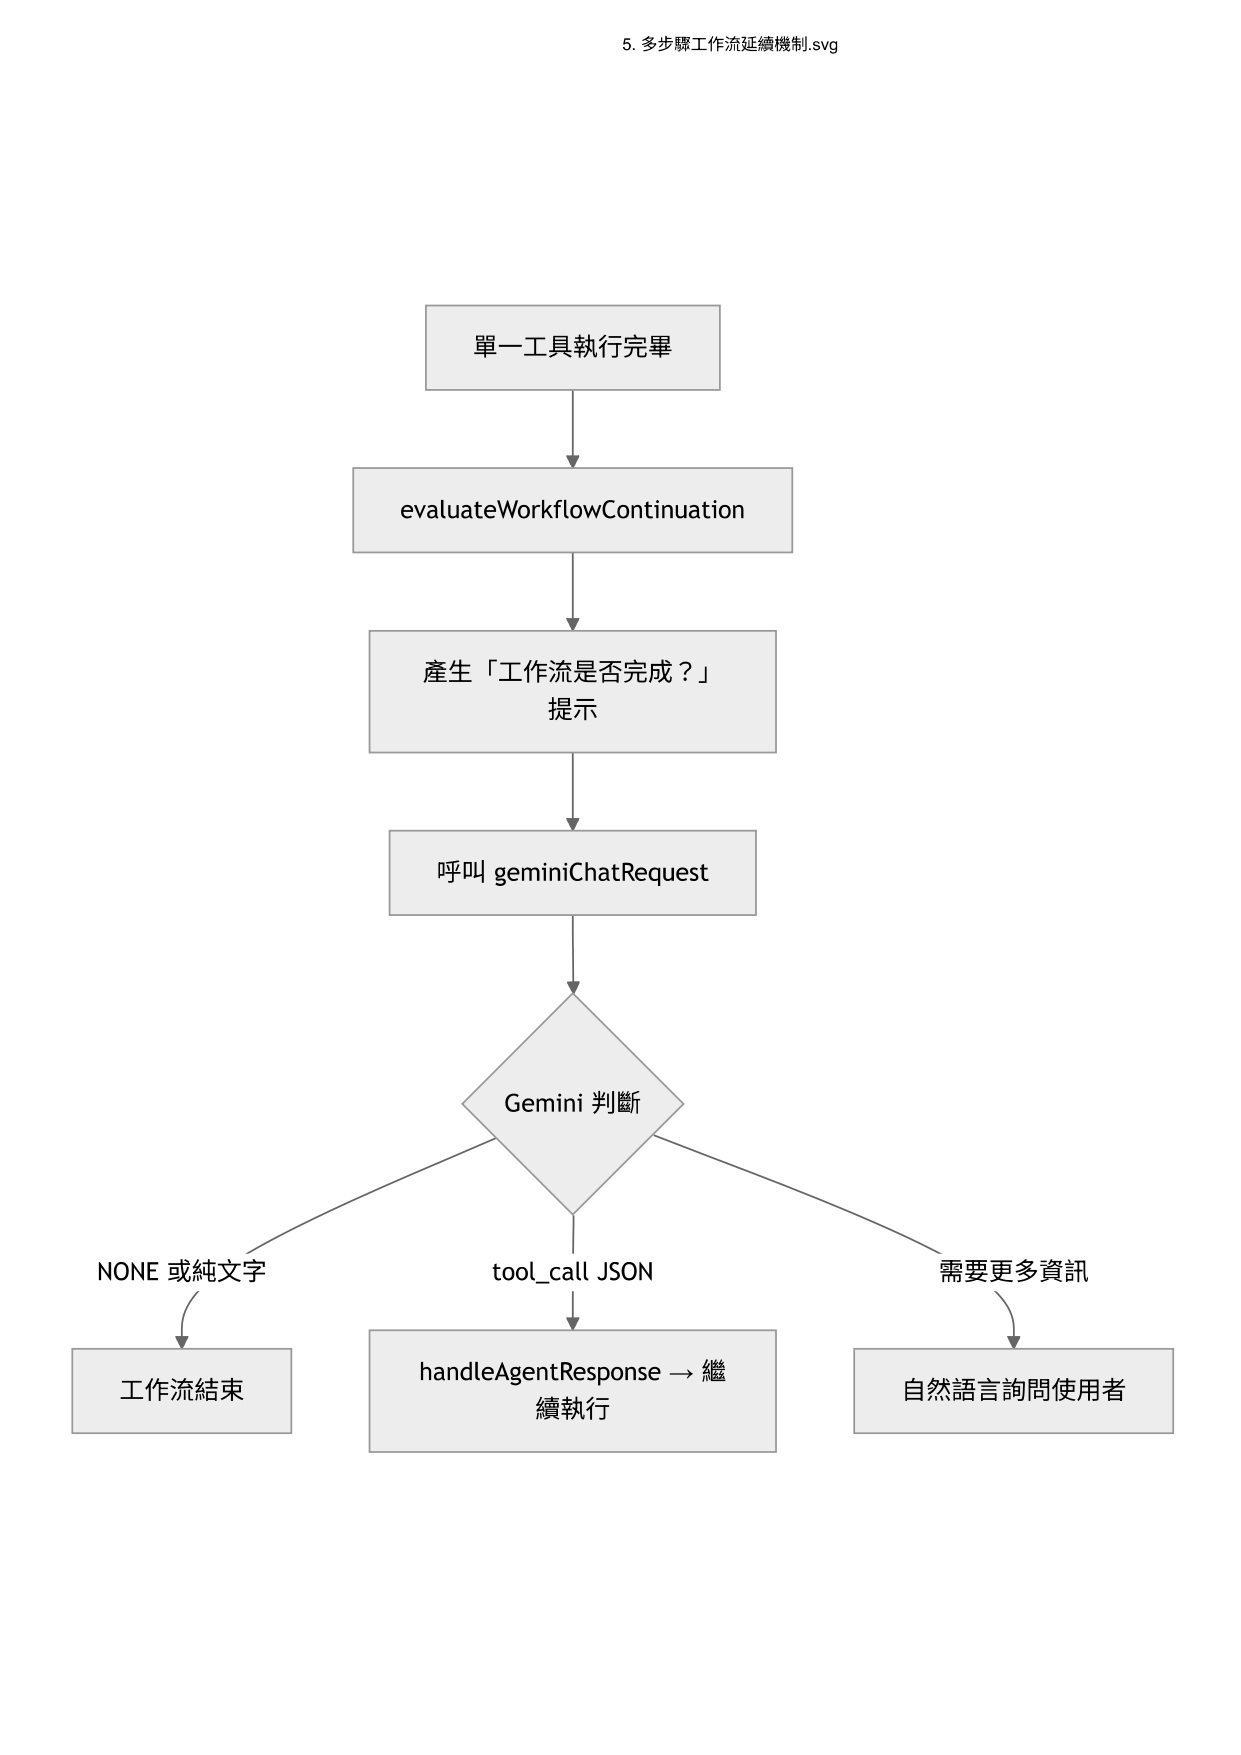 5. 多步驟工作流延續機制.svg
單一工具執行完畢
evaluateWorkflowContinuation
產生「工作流是否完成？」
提示
呼叫 geminiChatRequest
Gemini 判斷
NONE 或純文字
tool_call JSON
需要更多資訊
工作流結束
handleAgentResponse → 繼
續執行
自然語言詢問使用者